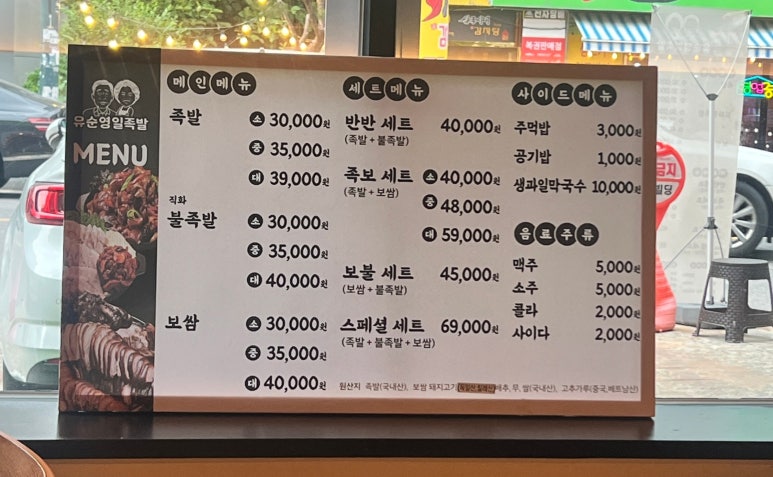 유순영일족발
MENU
메인메뉴
족발
소 30,000원
중 35,000원
대 39,000원
직화
불족발
소 30,000원
중 35,000원
대 40,000원
보쌈
소 30,000원
중 35,000원
대 40,000원
세트메뉴
반반 세트 40,000원
(족발+불족발)
족보 세트 소 40,000원
(족발+보쌈)
중 48,000원
대 59,000원
보불 세트 45,000원
(보쌈+불족발)
스페셜 세트 69,000원
(족발+불족발+보쌈)
사이드메뉴
주먹밥 3,000원
공기밥 1,000원
생과일막국수 10,000원
음료주류
맥주 5,000원
소주 5,000원
콜라 2,000원
사이다 2,000원
원산지 족발(국내산), 보쌈 돼지고기 배추, 무, 쌀(국내산), 고추가루(중국,베트남산)
복권판매점
금지